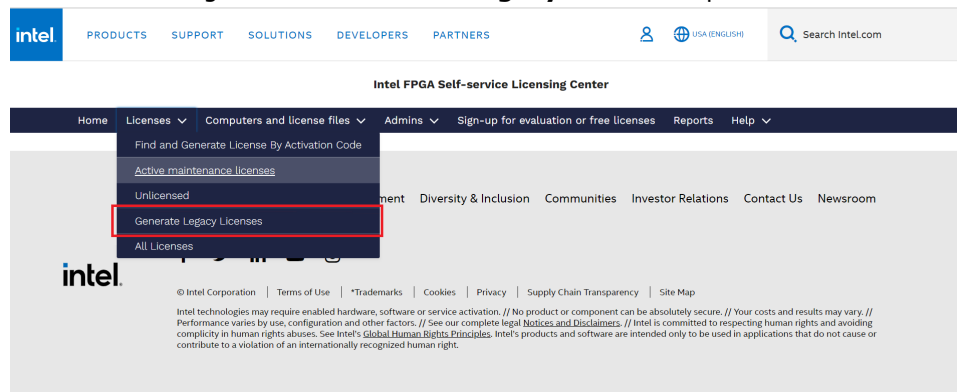 intel.
PRODUCTS SUPPORT SOLUTIONS DEVELOPERS PARTNERS USA (ENGLISH) Search Intel.com
Intel FPGA Self-service Licensing Center
Home Licenses Computers and license files Admins Sign-up for evaluation or free licenses Reports Help
Find and Generate License By Activation Code
Active maintenance licenses
Unlicensed
ment Diversity & Inclusion Communities Investor Relations Contact Us Newsroom
Generate Legacy Licenses
All Licenses
intel.
© Intel Corporation | Terms of Use | *Trademarks | Cookies | Privacy | Supply Chain Transparency | Site Map
Intel technologies may require enabled hardware, software or service activation. // No product or component can be absolutely secure. // Your costs and results may vary. //
Performance varies by use, configuration and other factors. // See our complete legal Notices and Disclaimers. // Intel is committed to respecting human rights and avoiding
complicity in human rights abuses. See Intel's Global Human Rights Principles. Intel's products and software are intended only to be used in applications that do not cause or
contribute to a violation of an internationally recognized human right.